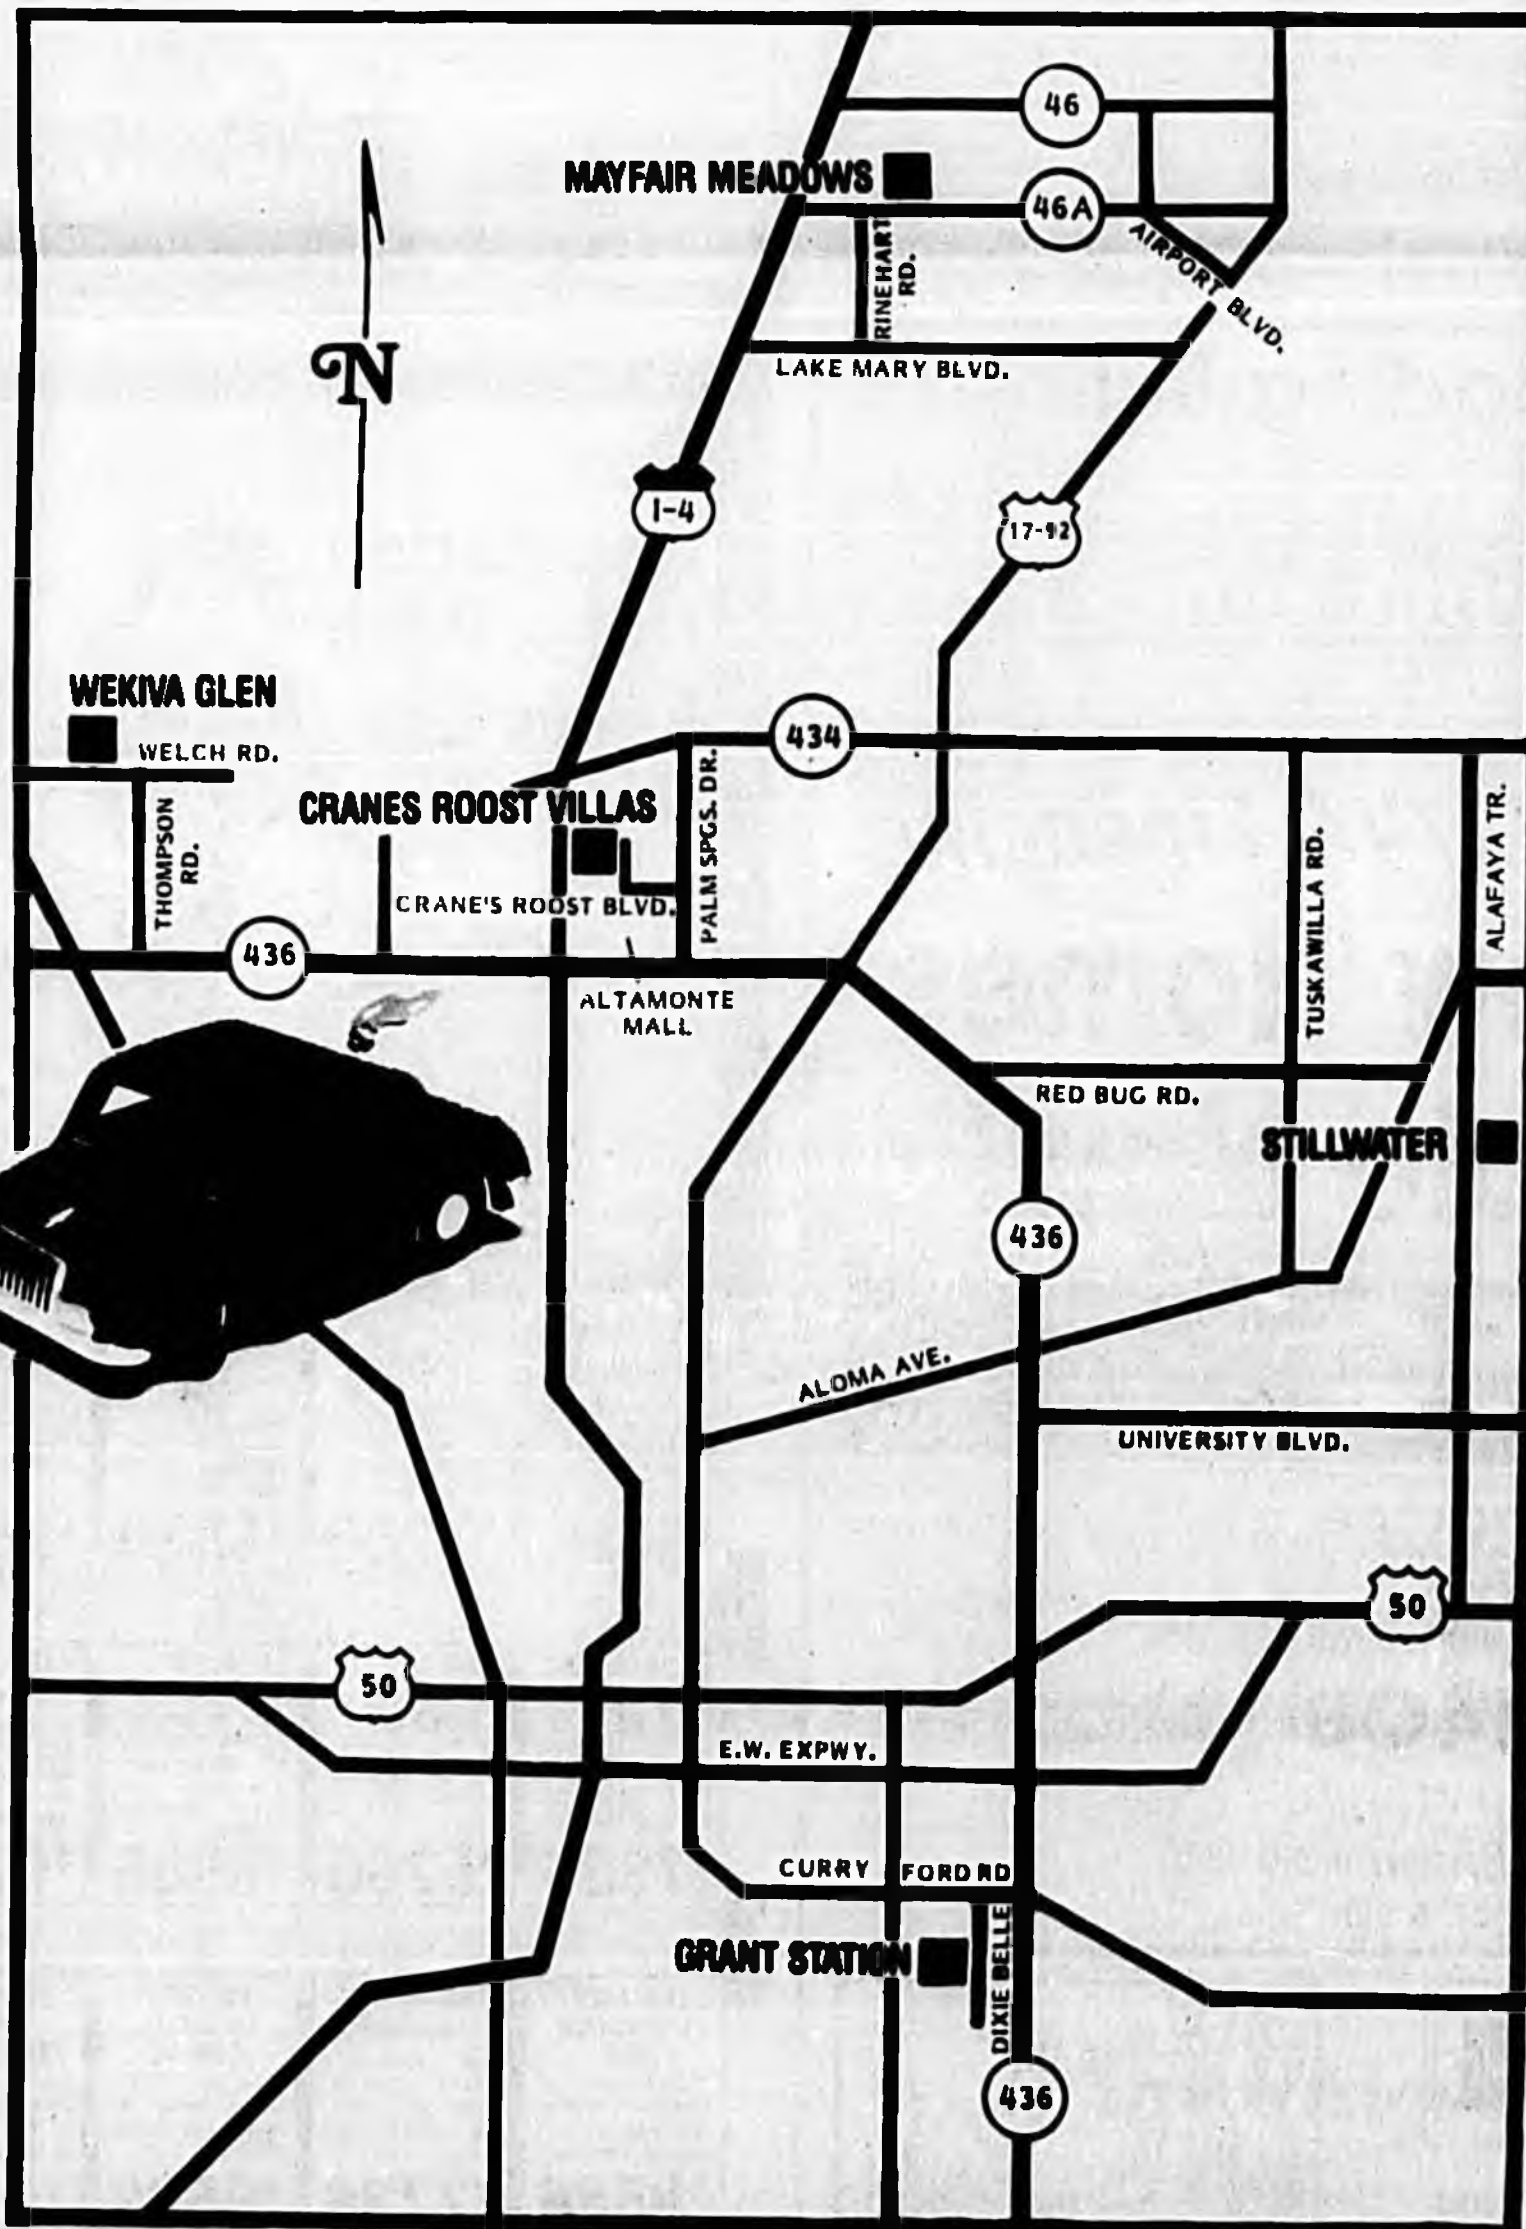 46
MAYFAIR MEADOWS
46A
AIRPORT BLVD.
RINEHART
RD.
N
LAKE MARY BLVD.
I-4
17-92
WEKIVA GLEN
WELCH RD.
434
CRANES ROOST VILLAS
THOMPSON
RD.
PALM SPGS. DR.
CRANE'S ROOST BLVD.
TUSKAWILLA RD.
ALAFAYA TR.
436
ALTAMONTE
MALL
RED BUG RD.
STILLWATER
436
ALOMA AVE.
UNIVERSITY BLVD.
50
50
E.W. EXPWY.
CURRY FORD RD
GRANT STATION
DIXIE BELLE
436